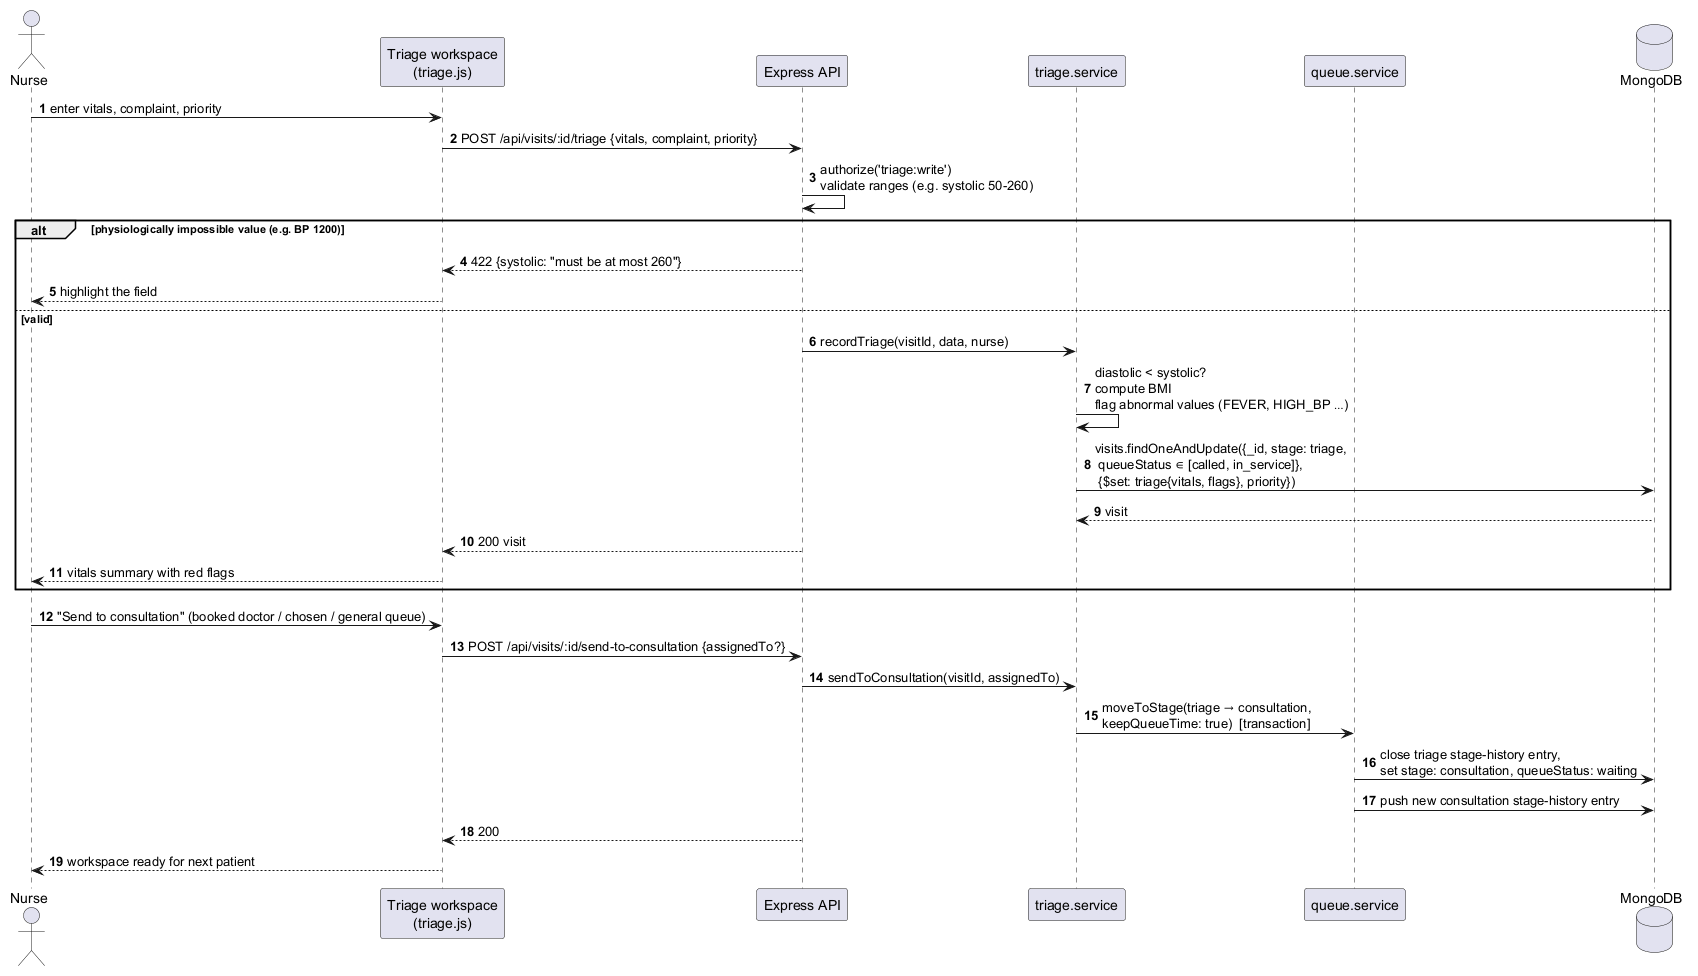 Nurse
Triage workspace
(triage.js)
Express API
triage.service
queue.service
MongoDB
1 enter vitals, complaint, priority
2 POST /api/visits/:id/triage {vitals, complaint, priority}
3 authorize('triage:write')
validate ranges (e.g. systolic 50-260)
alt [physiologically impossible value (e.g. BP 1200)]
4 422 {systolic: "must be at most 260"}
5 highlight the field
[valid]
6 recordTriage(visitId, data, nurse)
diastolic < systolic?
7 compute BMI
flag abnormal values (FEVER, HIGH_BP ...)
visits.findOneAndUpdate({_id, stage: triage,
8 queueStatus ∈ [called, in_service]},
{$set: triage{vitals, flags}, priority})
9 visit
10 200 visit
11 vitals summary with red flags
12 "Send to consultation" (booked doctor / chosen / general queue)
13 POST /api/visits/:id/send-to-consultation {assignedTo?}
14 sendToConsultation(visitId, assignedTo)
15 moveToStage(triage → consultation,
keepQueueTime: true) [transaction]
16 close triage stage-history entry,
set stage: consultation, queueStatus: waiting
17 push new consultation stage-history entry
18 200
19 workspace ready for next patient
Nurse
Triage workspace
(triage.js)
Express API
triage.service
queue.service
MongoDB